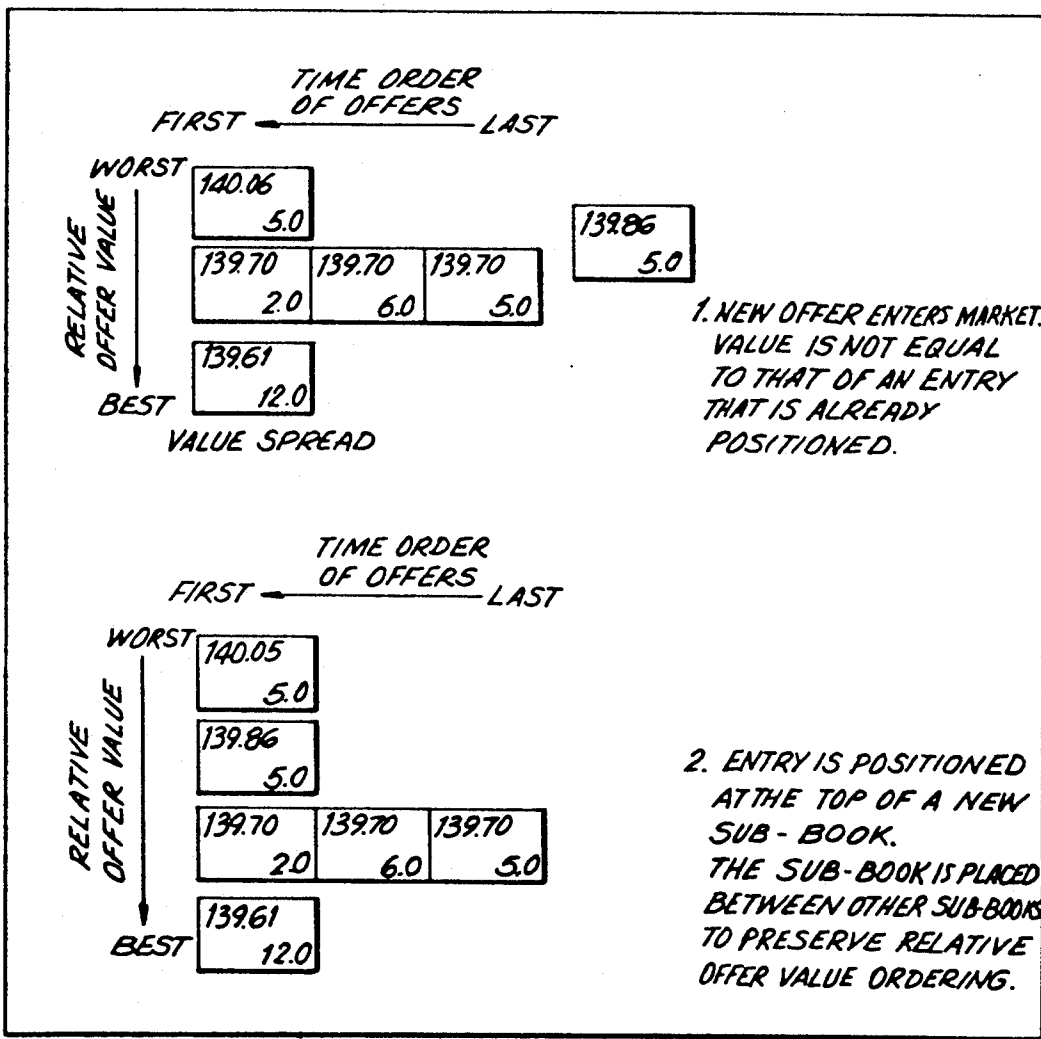 TIME ORDER
OF OFFERS
FIRST LAST
WORST
RELATIVE
OFFER VALUE
140.06
5.0
139.86
5.0
139.70 139.70 139.70
2.0 6.0 5.0
139.61
12.0
BEST
VALUE SPREAD
1. NEW OFFER ENTERS MARKET.
VALUE IS NOT EQUAL
TO THAT OF AN ENTRY
THAT IS ALREADY
POSITIONED.
TIME ORDER
OF OFFERS
FIRST LAST
WORST
RELATIVE
OFFER VALUE
140.05
5.0
139.86
5.0
139.70 139.70 139.70
2.0 6.0 5.0
139.61
12.0
BEST
2. ENTRY IS POSITIONED
AT THE TOP OF A NEW
SUB-BOOK.
THE SUB-BOOK IS PLACED
BETWEEN OTHER SUB-BOOKS
TO PRESERVE RELATIVE
OFFER VALUE ORDERING.